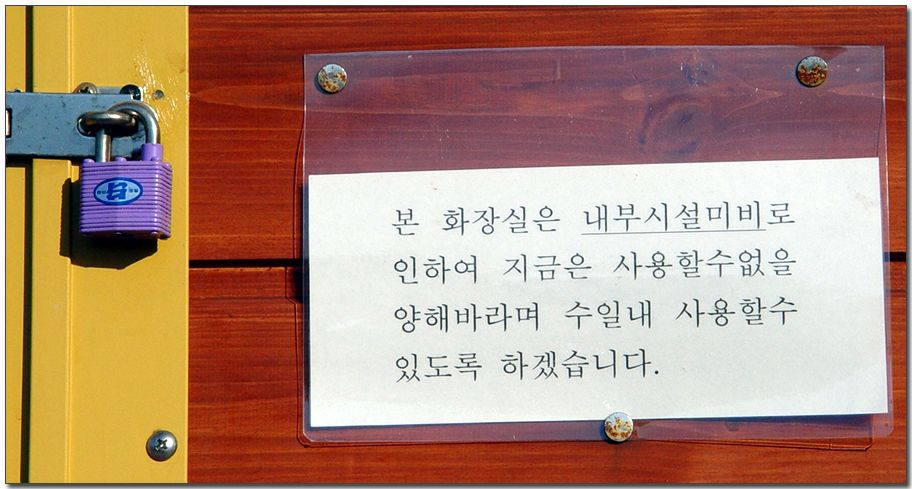 본 화장실은 내부시설미비로
인하여 지금은 사용할수없을
양해바라며 수일내 사용할수
있도록 하겠습니다.